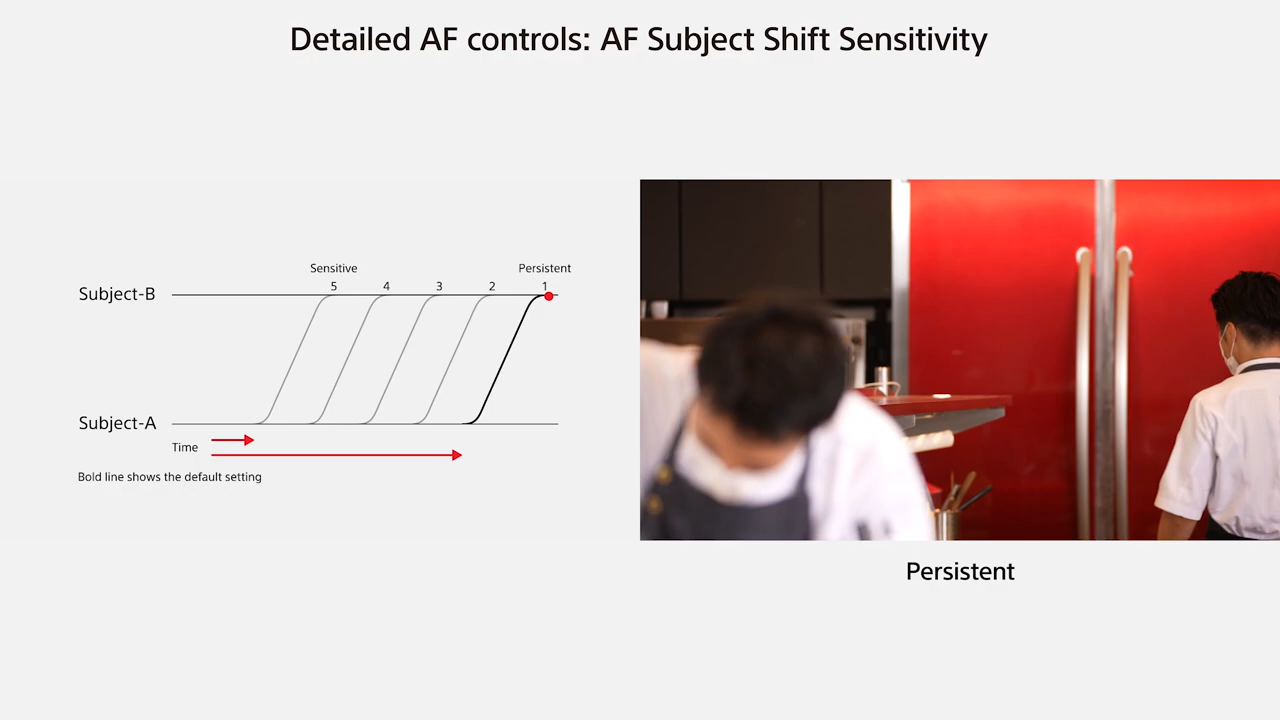 Detailed AF controls: AF Subject Shift Sensitivity
Sensitive Persistent
5 4 3 2 1
Subject-B
Subject-A
Time
Bold line shows the default setting
Persistent